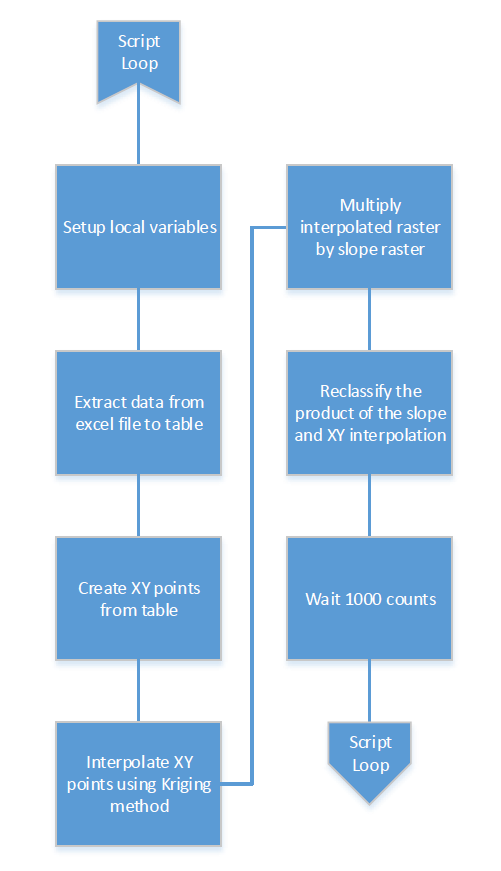 Script
Loop
Setup local variables
Extract data from
excel file to table
Create XY points
from table
Interpolate XY
points using Kriging
method
Multiply
interpolated raster
by slope raster
Reclassify the
product of the slope
and XY interpolation
Wait 1000 counts
Script
Loop